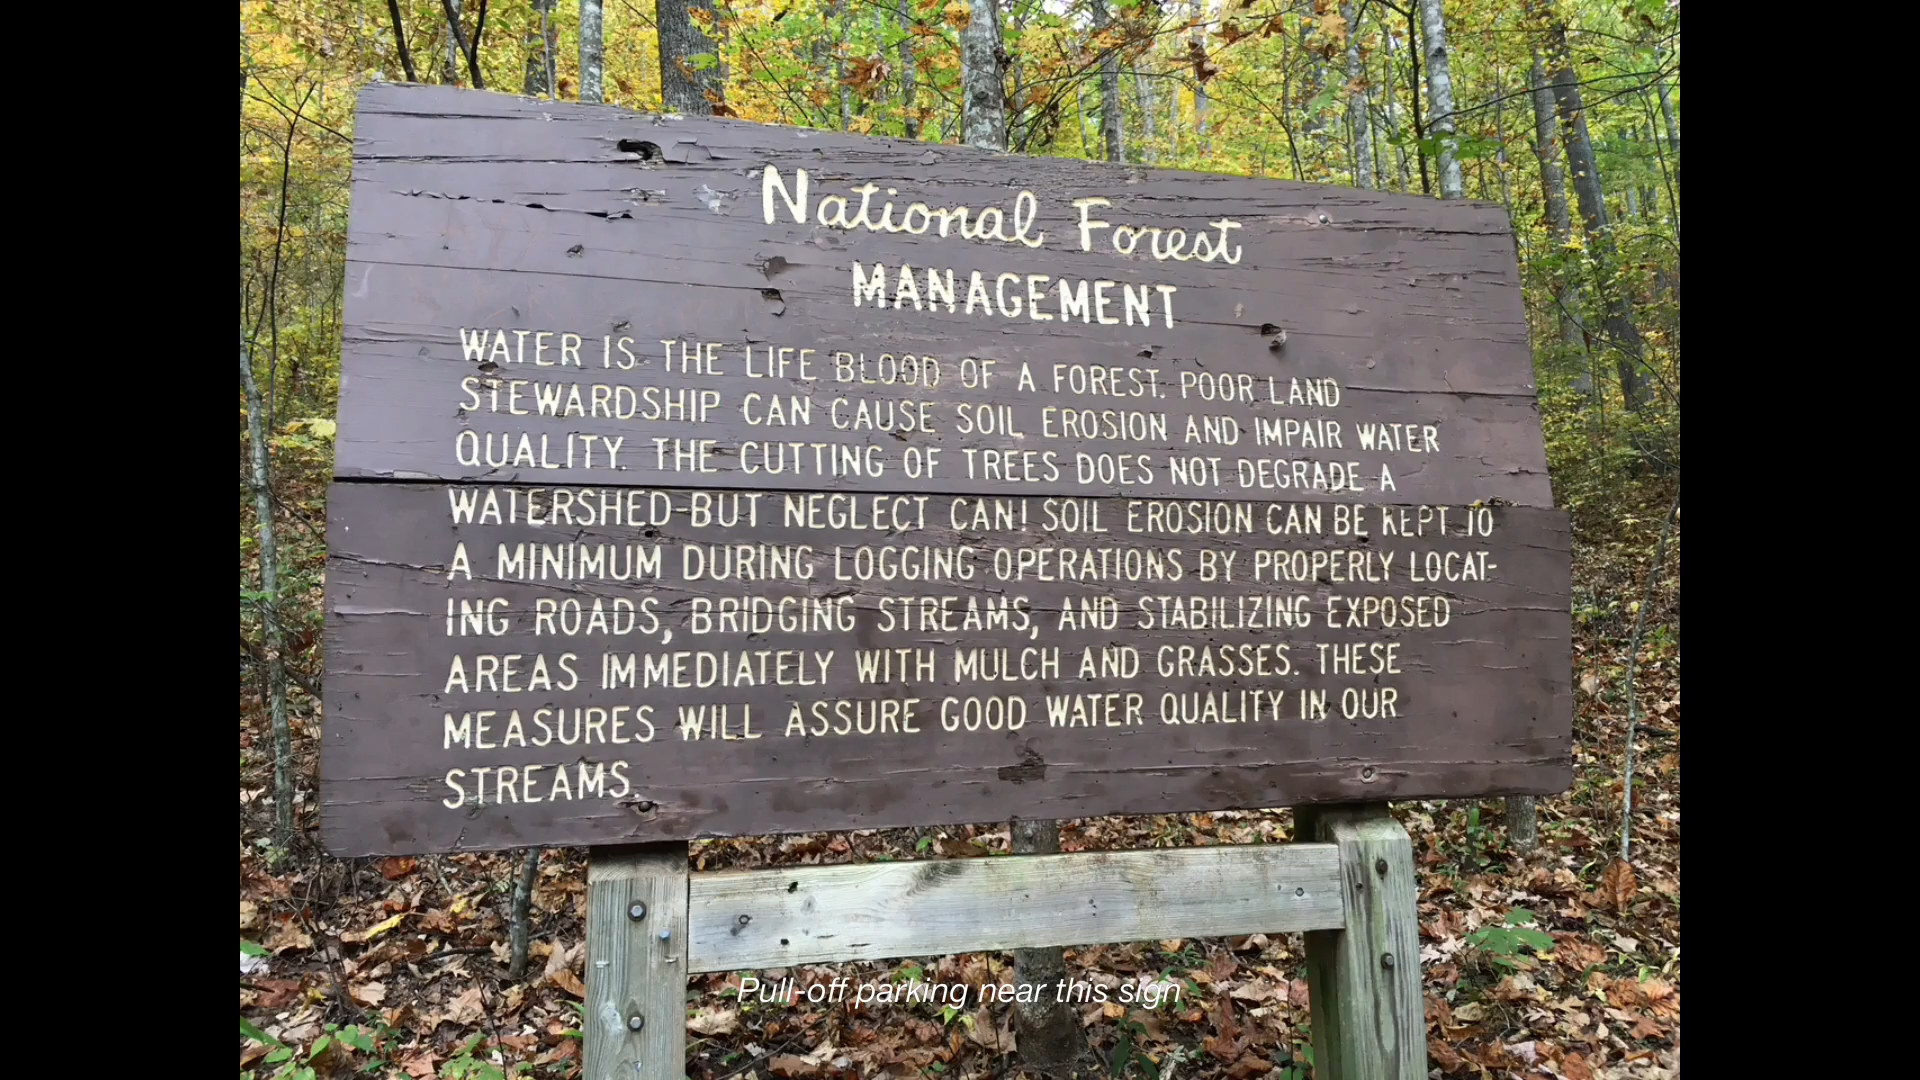 National Forest
MANAGEMENT
WATER IS THE LIFE BLOOD OF A FOREST. POOR LAND
STEWARDSHIP CAN CAUSE SOIL EROSION AND IMPAIR WATER
QUALITY. THE CUTTING OF TREES DOES NOT DEGRADE A
WATERSHED-BUT NEGLECT CAN! SOIL EROSION CAN BE KEPT TO
A MINIMUM DURING LOGGING OPERATIONS BY PROPERLY LOCAT-
ING ROADS, BRIDGING STREAMS, AND STABILIZING EXPOSED
AREAS IMMEDIATELY WITH MULCH AND GRASSES. THESE
MEASURES WILL ASSURE GOOD WATER QUALITY IN OUR
STREAMS.
Pull-off parking near this sign